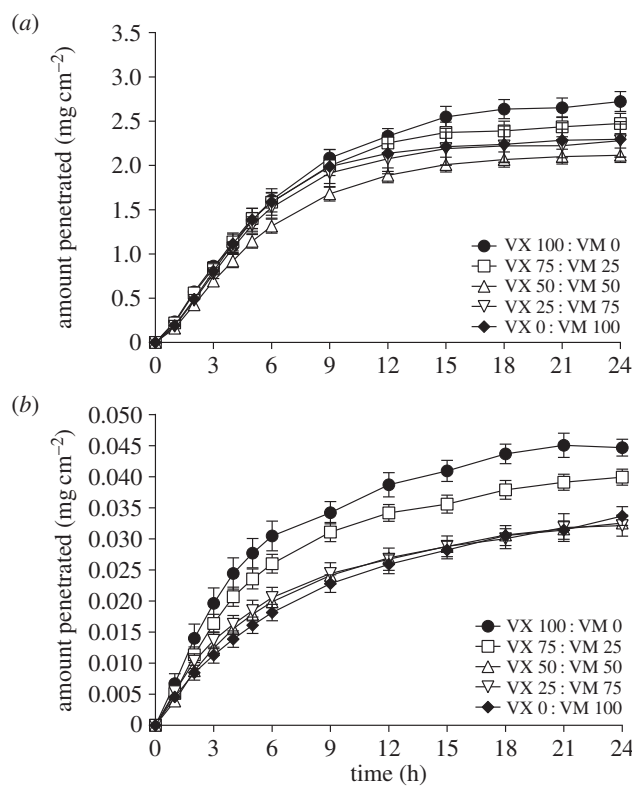 (a)
3.5
3.0
2.5
2.0
1.5
1.0
0.5
0
amount penetrated (mg cm⁻²)
VX 100 : VM 0
VX 75 : VM 25
VX 50 : VM 50
VX 25 : VM 75
VX 0 : VM 100
0 3 6 9 12 15 18 21 24
(b)
0.050
0.045
0.040
0.035
0.030
0.025
0.020
0.015
0.010
0.005
0
amount penetrated (mg cm⁻²)
VX 100 : VM 0
VX 75 : VM 25
VX 50 : VM 50
VX 25 : VM 75
VX 0 : VM 100
0 3 6 9 12 15 18 21 24
time (h)